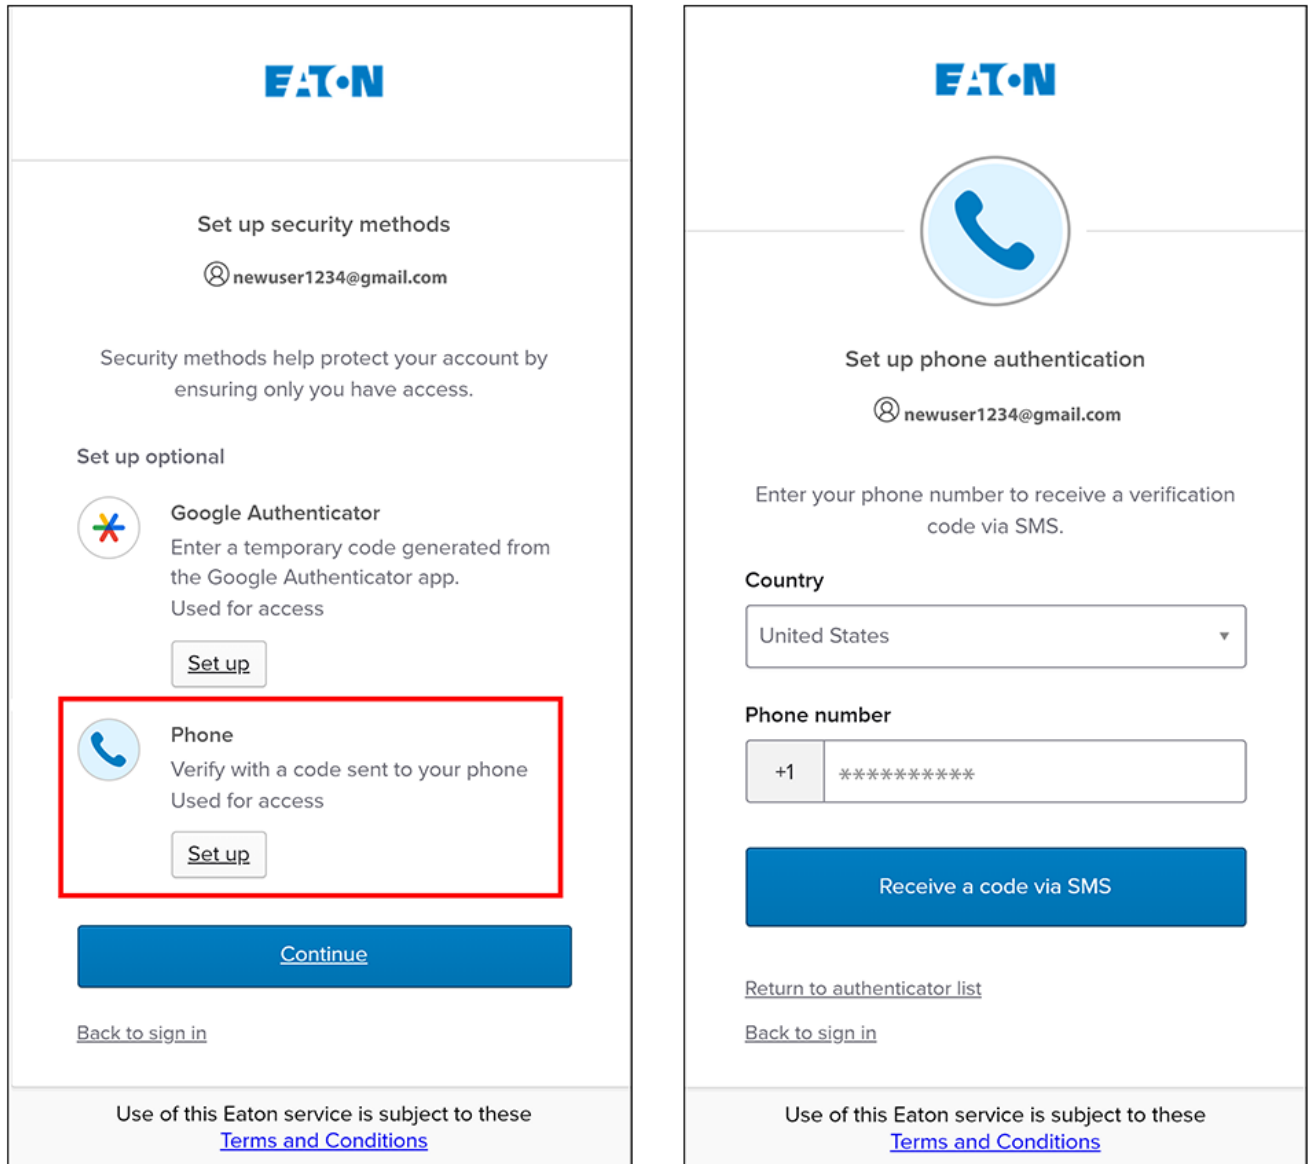 EATON
Set up security methods
newuser1234@gmail.com
Security methods help protect your account by
ensuring only you have access.
Set up optional
Google Authenticator
Enter a temporary code generated from
the Google Authenticator app.
Used for access
Set up
Phone
Verify with a code sent to your phone
Used for access
Set up
Continue
Back to sign in
Use of this Eaton service is subject to these
Terms and Conditions
EATON
Set up phone authentication
newuser1234@gmail.com
Enter your phone number to receive a verification
code via SMS.
Country
United States
Phone number
+1 **********
Receive a code via SMS
Return to authenticator list
Back to sign in
Use of this Eaton service is subject to these
Terms and Conditions